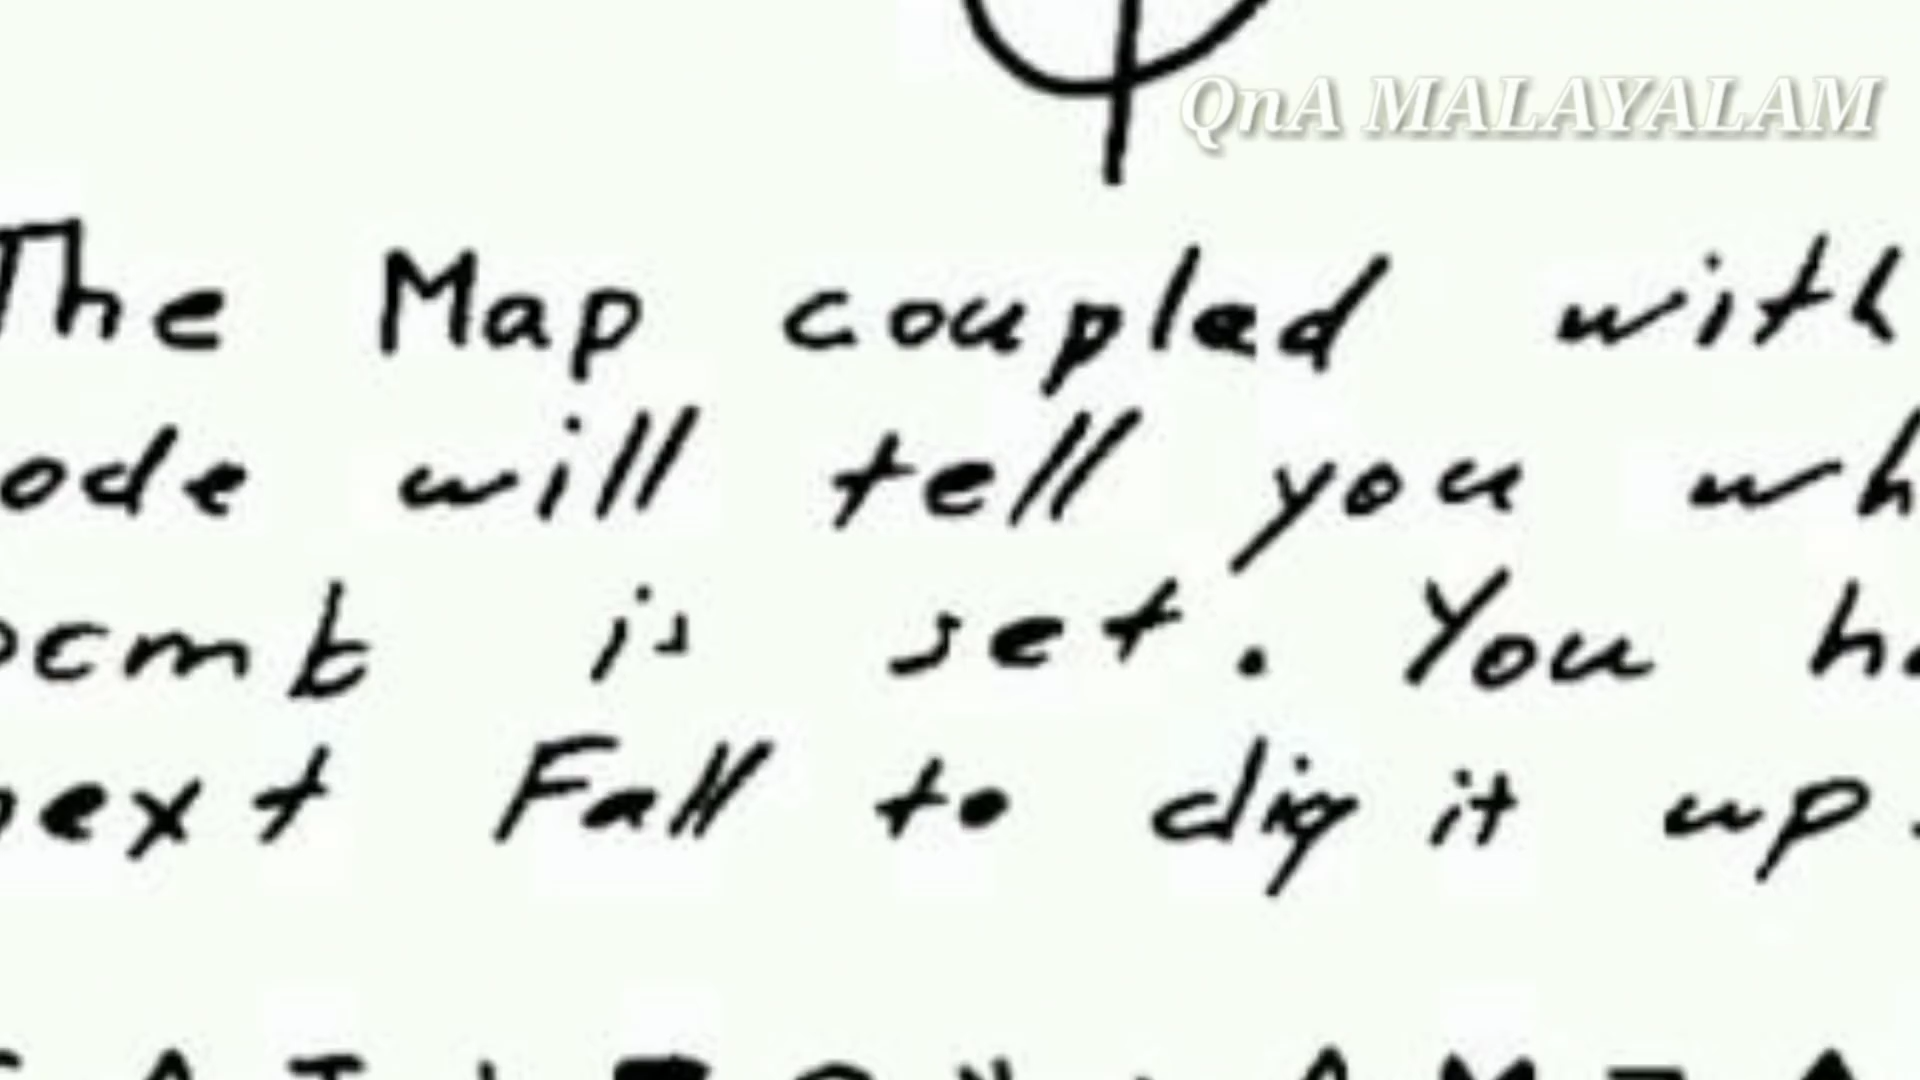 QnA MALAYALAM
The Map coupled with
ode will tell you wh
bomb is set. You ha
next Fall to dig it up.